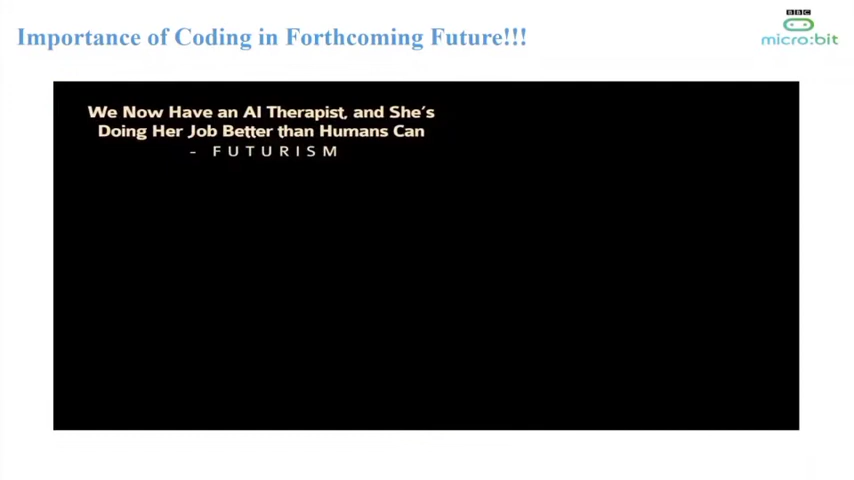 Importance of Coding in Forthcoming Future!!!
BBC
micro:bit
We Now Have an AI Therapist, and She's
Doing Her Job Better than Humans Can
- FUTURISM